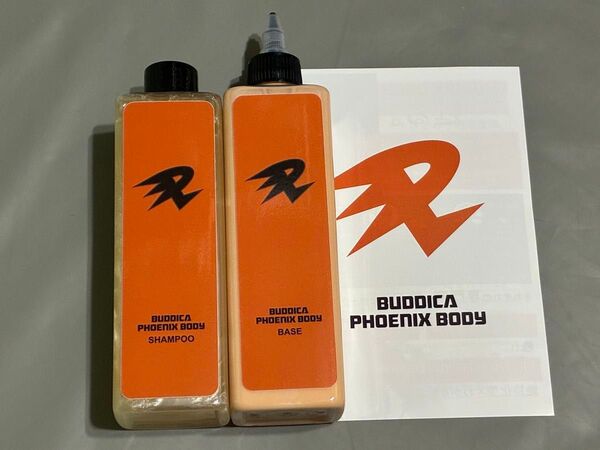 BUDDICA
PHOENIX BODY
SHAMPOO
BUDDICA
PHOENIX BODY
BASE
BUDDICA
PHOENIX BODY